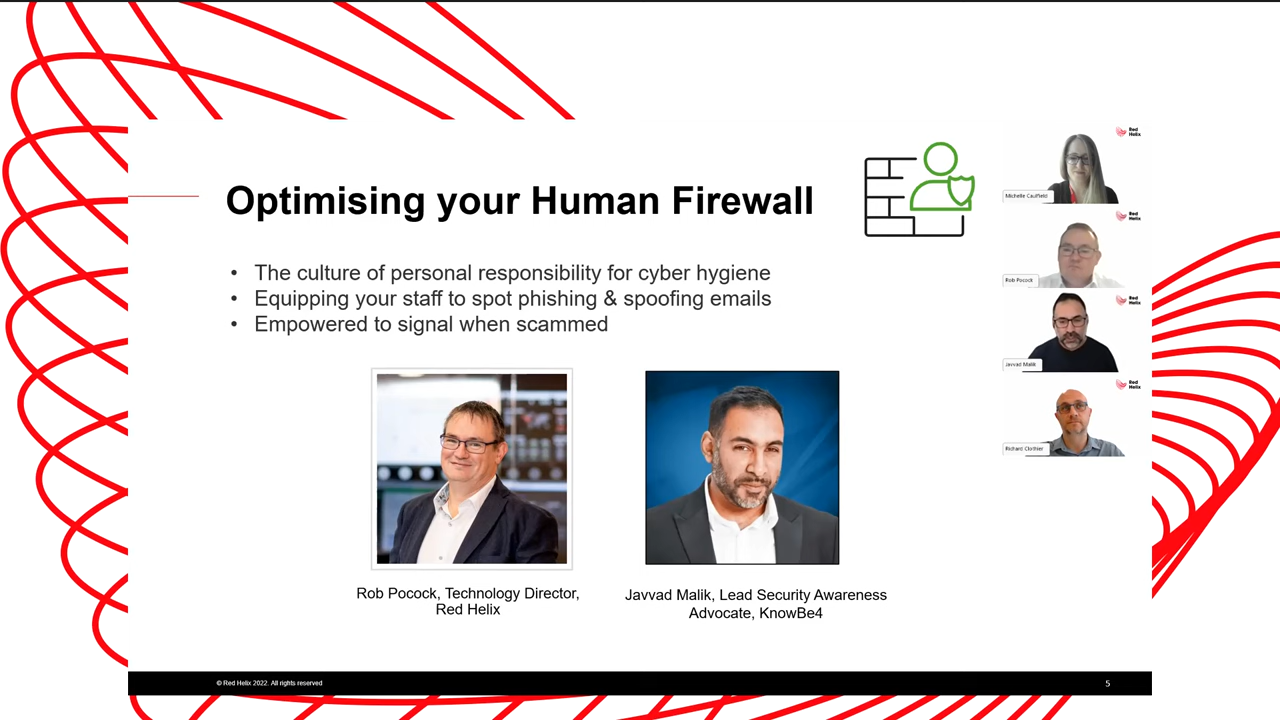 Optimising your Human Firewall
• The culture of personal responsibility for cyber hygiene
• Equipping your staff to spot phishing & spoofing emails
• Empowered to signal when scammed
Rob Pocock, Technology Director,
Red Helix
Javvad Malik, Lead Security Awareness
Advocate, KnowBe4
Red
Helix
Michelle Caulfield
Red
Helix
Rob Pocock
Red
Helix
Javvad Malik
Red
Helix
Richard Clothier
© Red Helix 2022. All rights reserved
5